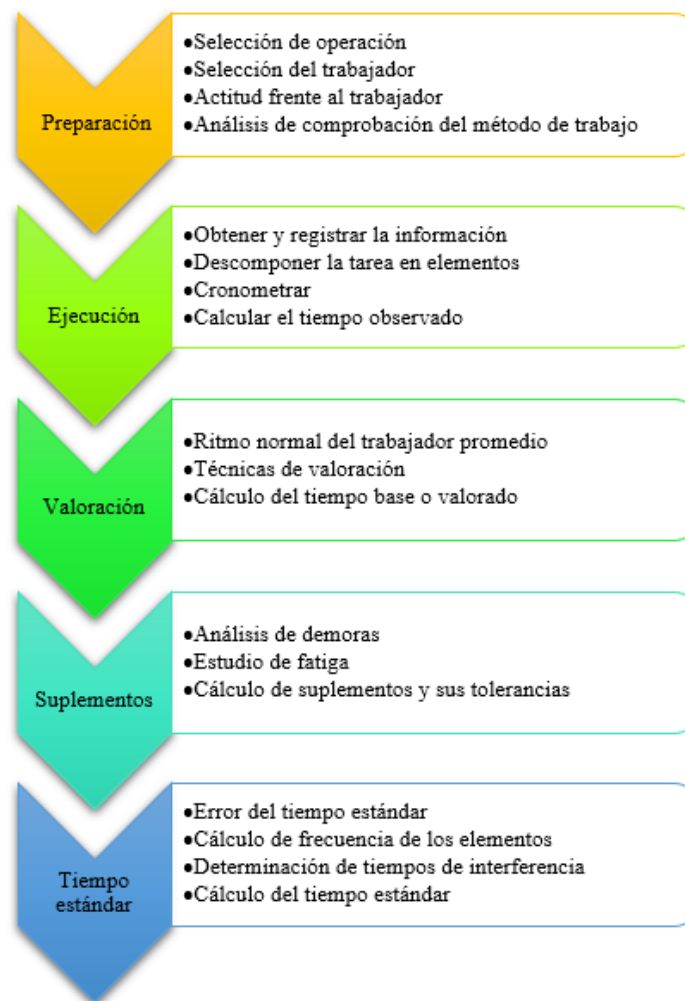 Preparación
•Selección de operación
•Selección del trabajador
•Actitud frente al trabajador
•Análisis de comprobación del método de trabajo
Ejecución
•Obtener y registrar la información
•Descomponer la tarea en elementos
•Cronometrar
•Calcular el tiempo observado
Valoración
•Ritmo normal del trabajador promedio
•Técnicas de valoración
•Cálculo del tiempo base o valorado
Suplementos
•Análisis de demoras
•Estudio de fatiga
•Cálculo de suplementos y sus tolerancias
Tiempo
estándar
•Error del tiempo estándar
•Cálculo de frecuencia de los elementos
•Determinación de tiempos de interferencia
•Cálculo del tiempo estándar